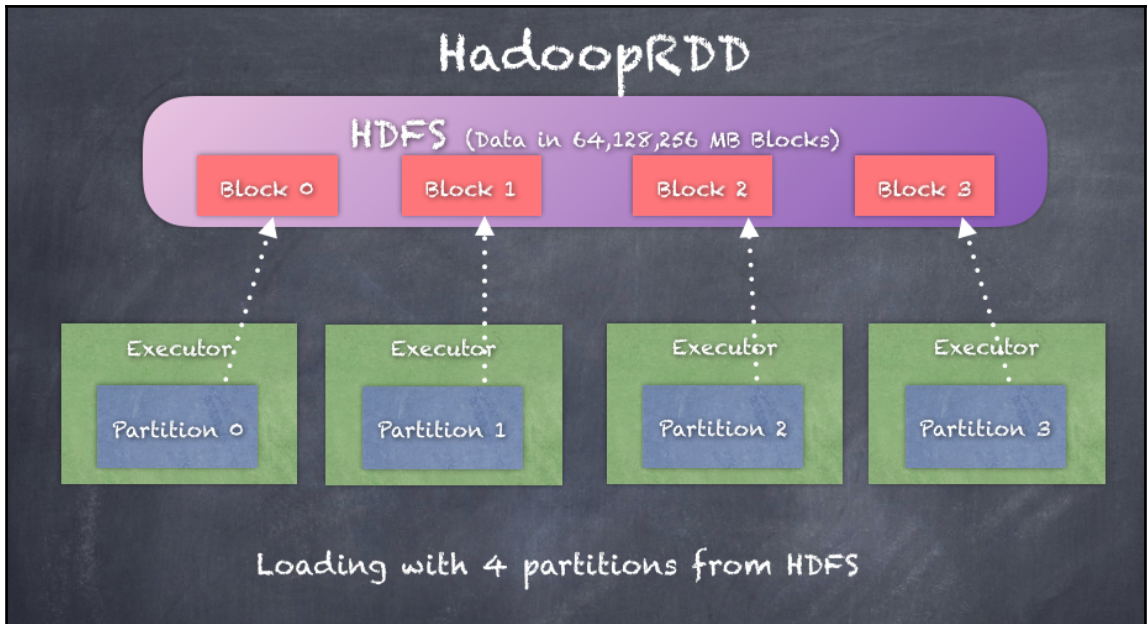 HadoopRDD
HDFS (Data in 64,128,256 MB Blocks)
Block 0
Block 1
Block 2
Block 3
Executor
Executor
Executor
Executor
Partition 0
Partition 1
Partition 2
Partition 3
Loading with 4 partitions from HDFS